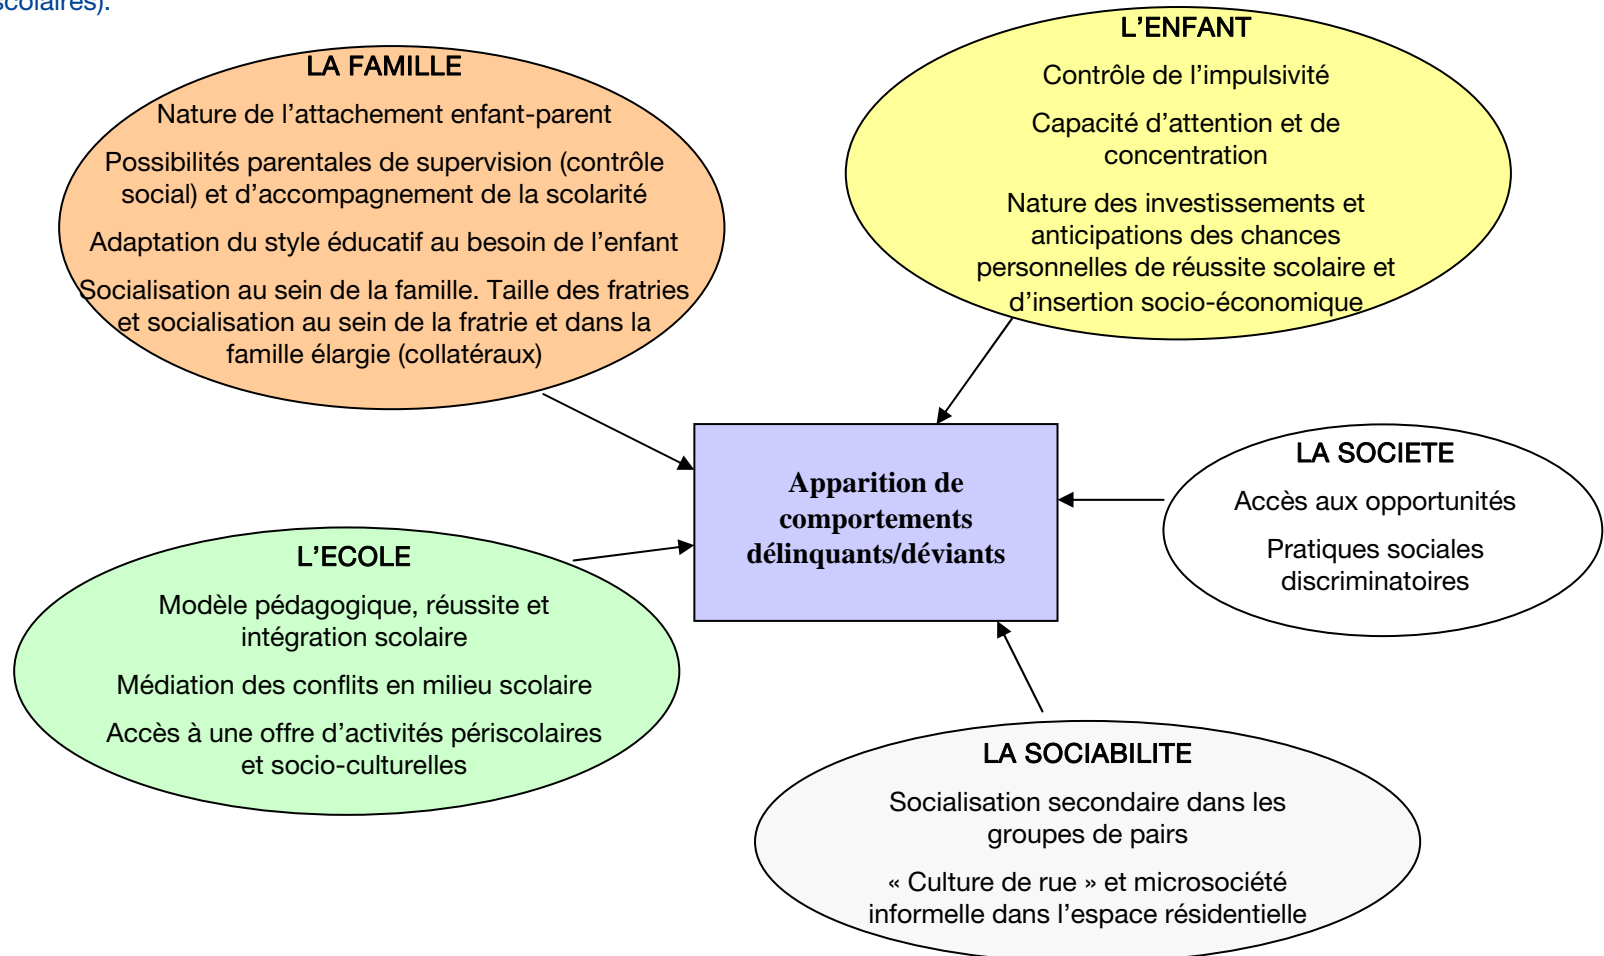 scolaires).
LA FAMILLE
Nature de l’attachement enfant-parent
Possibilités parentales de supervision (contrôle
social) et d’accompagnement de la scolarité
Adaptation du style éducatif au besoin de l’enfant
Socialisation au sein de la famille. Taille des fratries
et socialisation au sein de la fratrie et dans la
famille élargie (collatéraux)
L’ENFANT
Contrôle de l’impulsivité
Capacité d’attention et de
concentration
Nature des investissements et
anticipations des chances
personnelles de réussite scolaire et
d’insertion socio-économique
Apparition de
comportements
délinquants/déviants
LA SOCIETE
Accès aux opportunités
Pratiques sociales
discriminatoires
L’ECOLE
Modèle pédagogique, réussite et
intégration scolaire
Médiation des conflits en milieu scolaire
Accès à une offre d’activités périscolaires
et socio-culturelles
LA SOCIABILITE
Socialisation secondaire dans les
groupes de pairs
« Culture de rue » et microsociété
informelle dans l’espace résidentielle